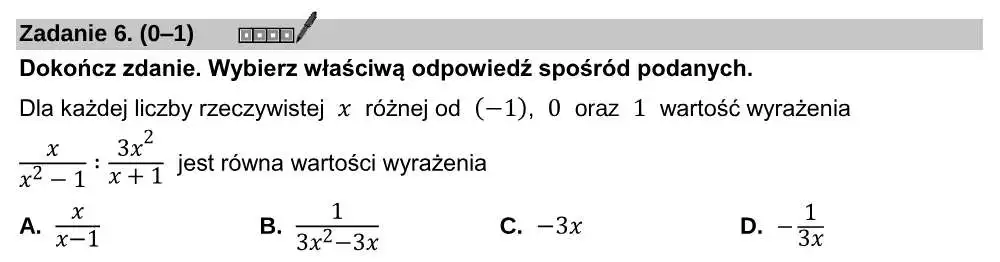 Zadanie 6. (0–1)
Dokończ zdanie. Wybierz właściwą odpowiedź spośród podanych.
Dla każdej liczby rzeczywistej x różnej od (−1), 0 oraz 1 wartość wyrażenia
x/(x² − 1) : 3x²/(x + 1) jest równa wartości wyrażenia
A. x/(x−1) B. 1/(3x²−3x) C. −3x D. −1/(3x)